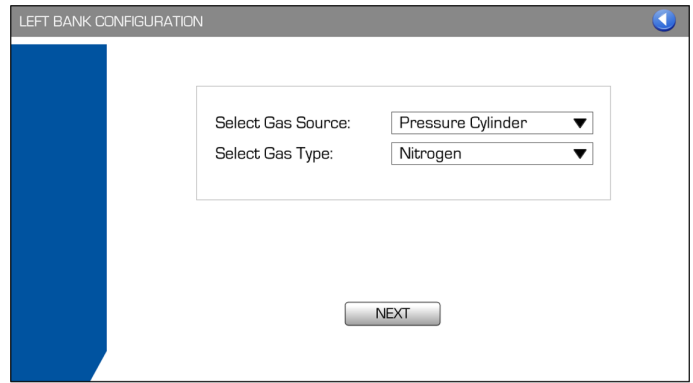 LEFT BANK CONFIGURATION
Select Gas Source: Pressure Cylinder
Select Gas Type: Nitrogen
NEXT